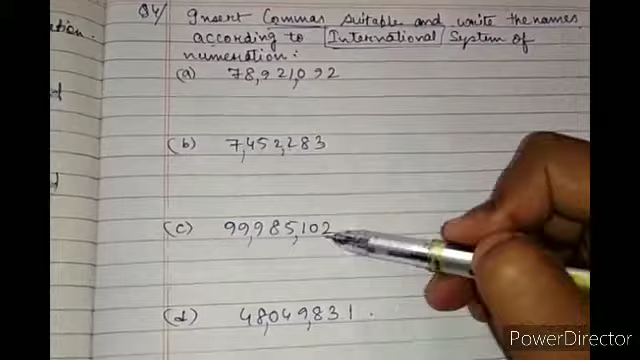 Q4/ Insert Commas suitable and write the names
according to International System of
numeration:
(a) 78,921,092
(b) 7,452,283
(c) 99,985,102
(d) 48,049,831.
PowerDirector